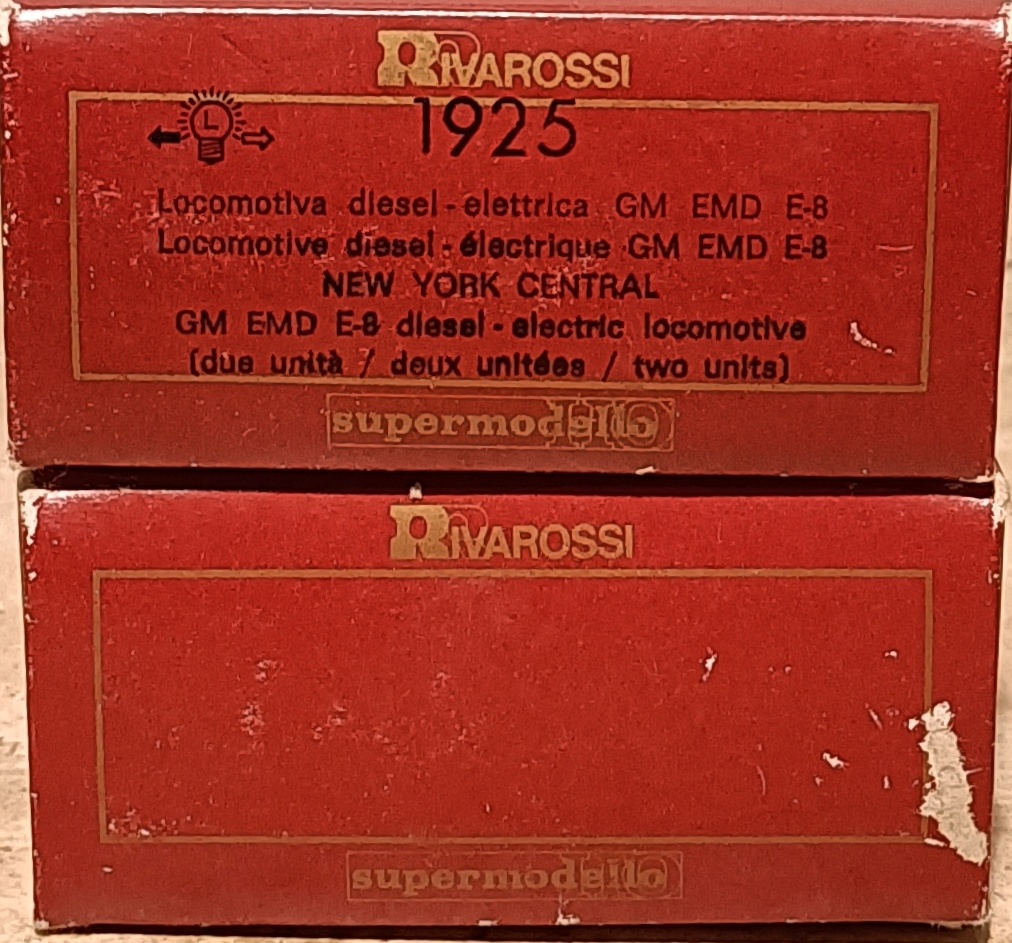 RIVAROSSI
1925
L
Locomotiva diesel-elettrica GM EMD E-8
Locomotive diesel-électrique GM EMD E-8
NEW YORK CENTRAL
GM EMD E-8 diesel-electric locomotive
(due unità / deux unitées / two units)
supermodello
RIVAROSSI
supermodello